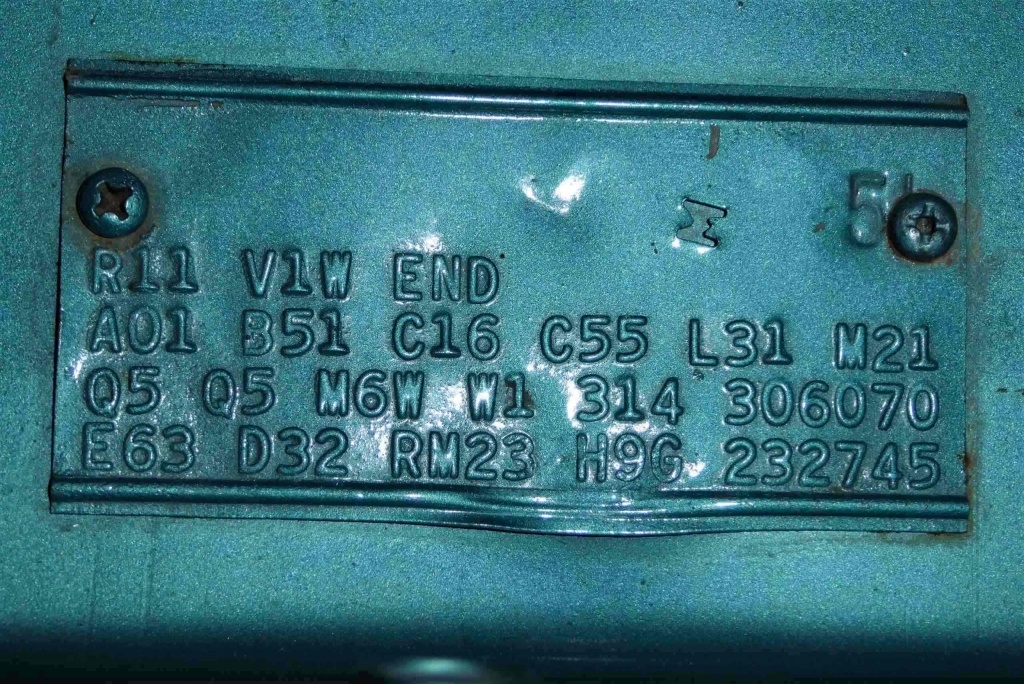 R11 V1W END
A01 B51 C16 C55 L31 M21
Q5 Q5 M6W W1 314 306070
E63 D32 RM23 H9G 232745